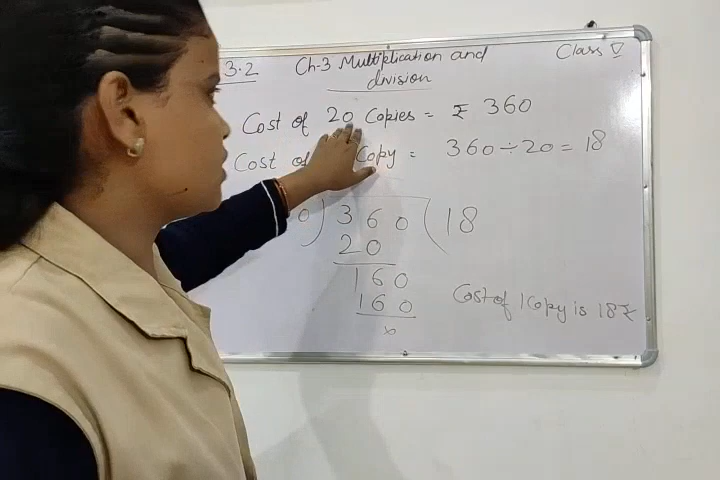 3.2 Ch-3 Multiplication and Class V
division
Cost of 20 Copies = ₹ 360
Cost of Copy = 360 ÷ 20 = 18
0) 360 (18
20
160
160
x
Cost of 1 Copy is 18 ₹